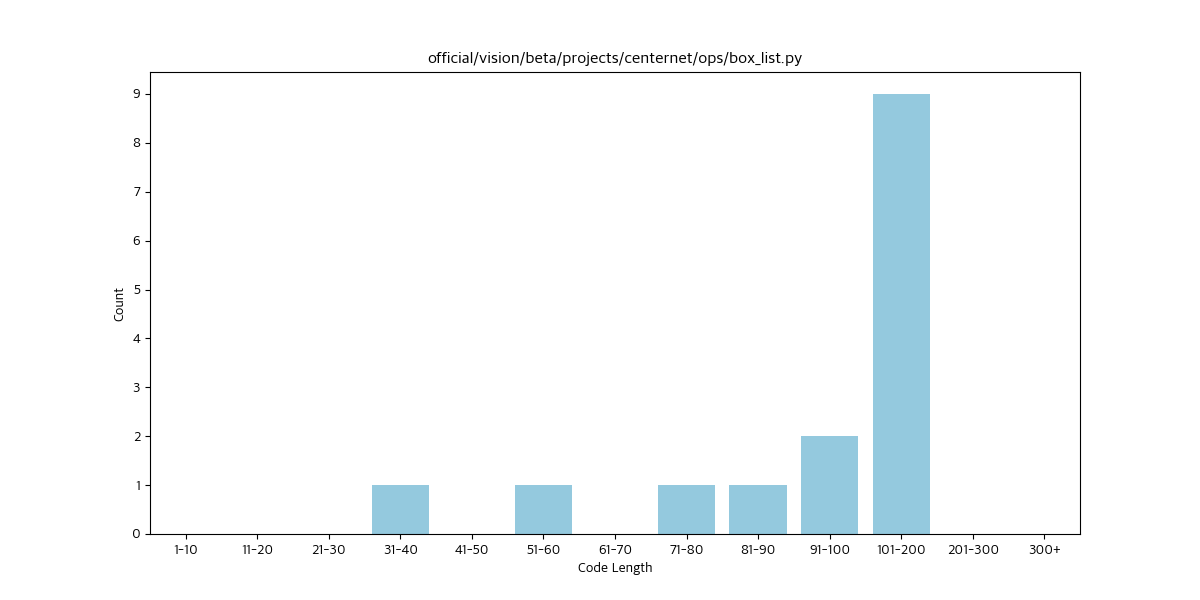 official/vision/beta/projects/centernet/ops/box_list.py
Count
9
8
7
6
5
4
3
2
1
0
1-10 11-20 21-30 31-40 41-50 51-60 61-70 71-80 81-90 91-100 101-200 201-300 300+
Code Length